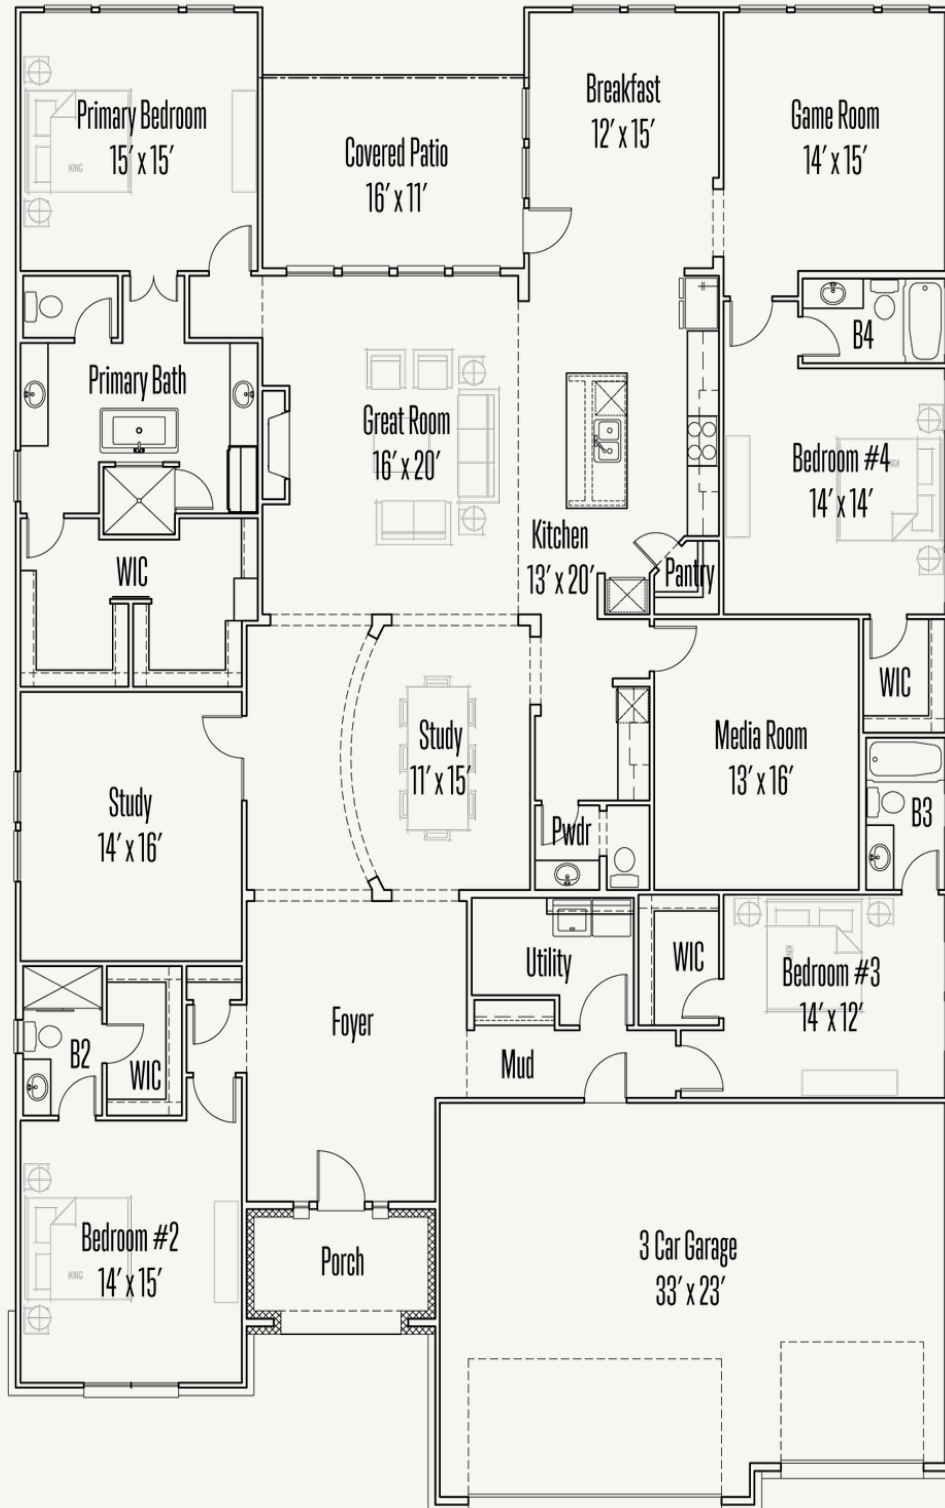 Primary Bedroom
15' x 15'
KING
Covered Patio
16' x 11'
Breakfast
12' x 15'
Game Room
14' x 15'
B4
Primary Bath
Great Room
16' x 20'
Bedroom #4
14' x 14'
Kitchen
13' x 20'
Pantry
WIC
WIC
Study
11' x 15'
Media Room
13' x 16'
Study
14' x 16'
Pwdr
B3
Utility
WIC
Bedroom #3
14' x 12'
Foyer
B2
WIC
Mud
Bedroom #2
14' x 15'
KING
Porch
3 Car Garage
33' x 23'